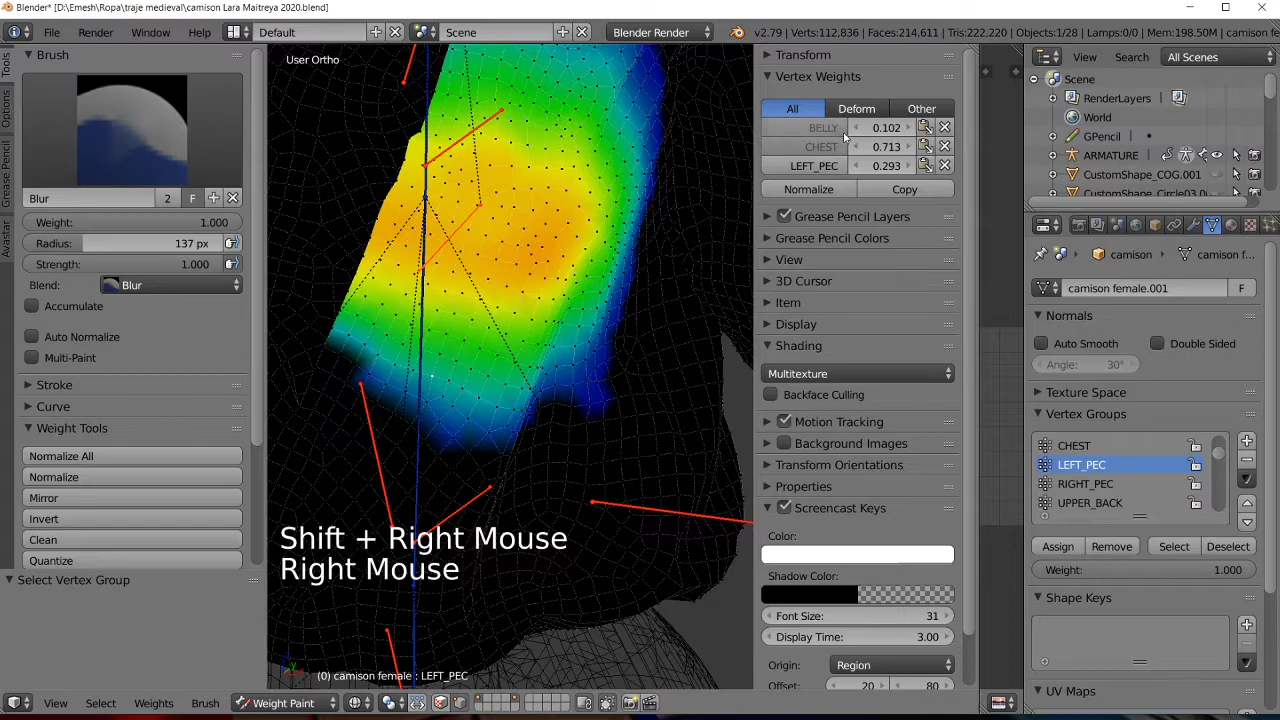 Blender* [D:\Emesh\Ropa\traje maitreya\camison Lara Maitreya 2020.blend]
File Render Window Help Default Scene Blender Render v2.79 | Verts:112,836 | Faces:214,611 | Tris:222,220 | Objects:1/28 | Lamps:0/0 | Mem:198.50M | camison fe
Tools
Options
Grease Pencil
Avastar
Brush
Blur 2 F
Weight: 1.000
Radius: 137 px
Strength: 1.000
Blend: Blur
Accumulate
Auto Normalize
Multi-Paint
Stroke
Curve
Weight Tools
Normalize All
Normalize
Mirror
Invert
Clean
Quantize
Select Vertex Group
User Ortho
Shift + Right Mouse
Right Mouse
(0) camison female : LEFT_PEC
View Select Weights Brush Weight Paint
Transform
Vertex Weights
All Deform Other
BELLY 0.102
CHEST 0.713
LEFT_PEC 0.293
Normalize Copy
Grease Pencil Layers
Grease Pencil Colors
View
3D Cursor
Item
Display
Shading
Multitexture
Backface Culling
Motion Tracking
Background Images
Transform Orientations
Properties
Screencast Keys
Color:
Shadow Color:
Font Size: 31
Display Time: 3.00
Origin: Region
Offset: 20 80
View Search All Scenes
Scene
RenderLayers
World
GPencil
ARMATURE
CustomShape_COG.001
CustomShape_Circle03.0
camison camison f...
camison female.001 F
Normals
Auto Smooth Double Sided
Angle: 30°
Texture Space
Vertex Groups
CHEST
LEFT_PEC
RIGHT_PEC
UPPER_BACK
Assign Remove Select Deselect
Weight: 1.000
Shape Keys
UV Maps